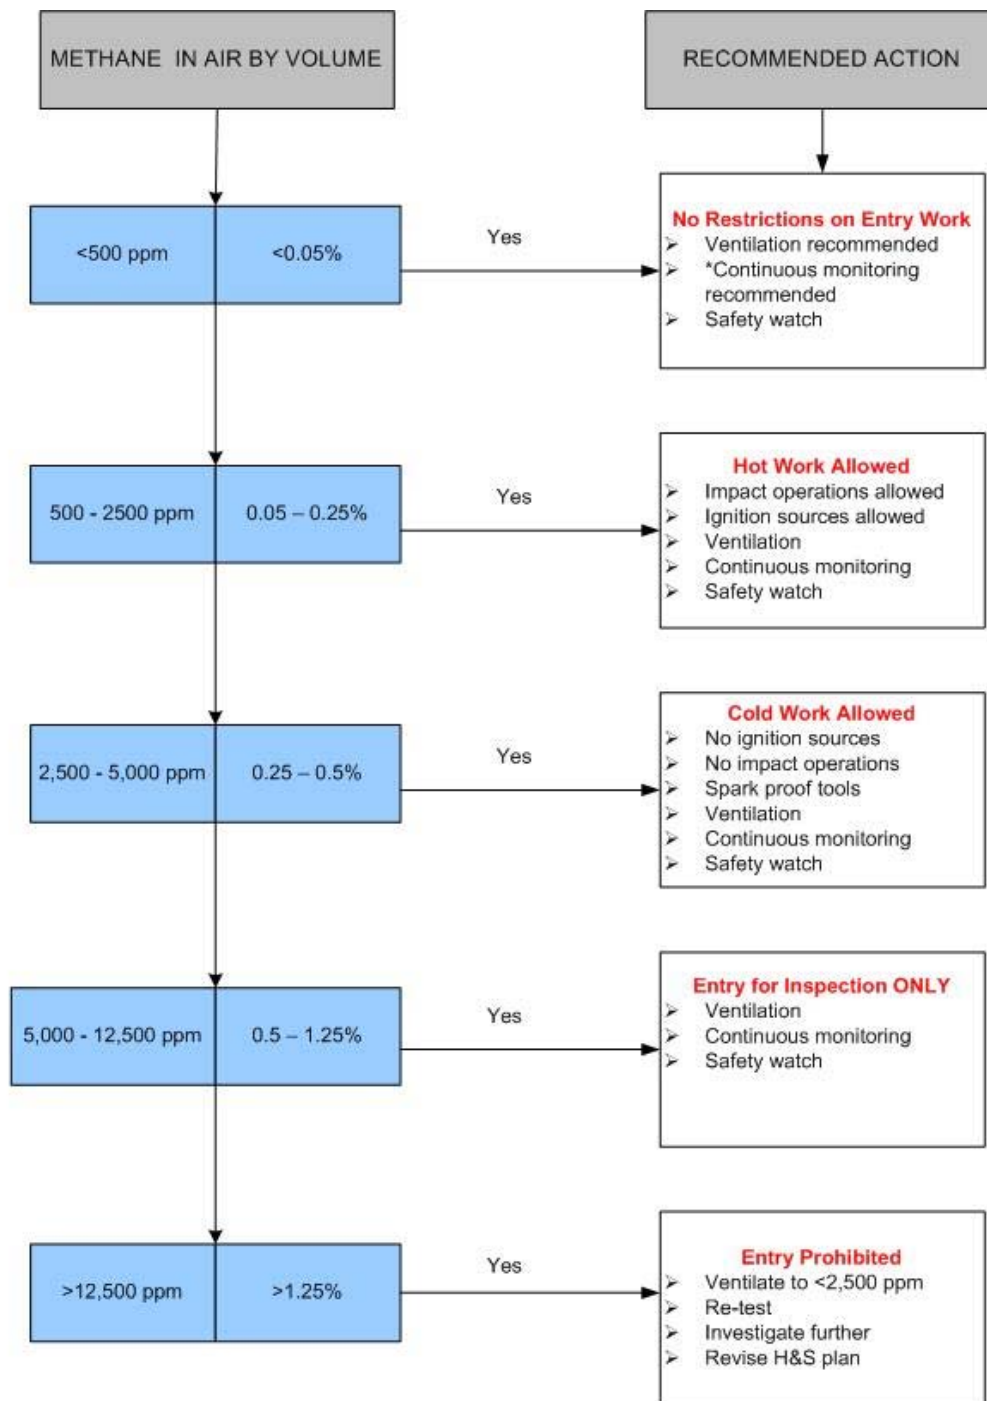 METHANE IN AIR BY VOLUME
RECOMMENDED ACTION
<500 ppm
<0.05%
Yes
No Restrictions on Entry Work
➢ Ventilation recommended
➢ *Continuous monitoring
recommended
➢ Safety watch
500 - 2500 ppm
0.05 – 0.25%
Yes
Hot Work Allowed
➢ Impact operations allowed
➢ Ignition sources allowed
➢ Ventilation
➢ Continuous monitoring
➢ Safety watch
2,500 - 5,000 ppm
0.25 – 0.5%
Yes
Cold Work Allowed
➢ No ignition sources
➢ No impact operations
➢ Spark proof tools
➢ Ventilation
➢ Continuous monitoring
➢ Safety watch
5,000 - 12,500 ppm
0.5 – 1.25%
Yes
Entry for Inspection ONLY
➢ Ventilation
➢ Continuous monitoring
➢ Safety watch
>12,500 ppm
>1.25%
Yes
Entry Prohibited
➢ Ventilate to <2,500 ppm
➢ Re-test
➢ Investigate further
➢ Revise H&S plan